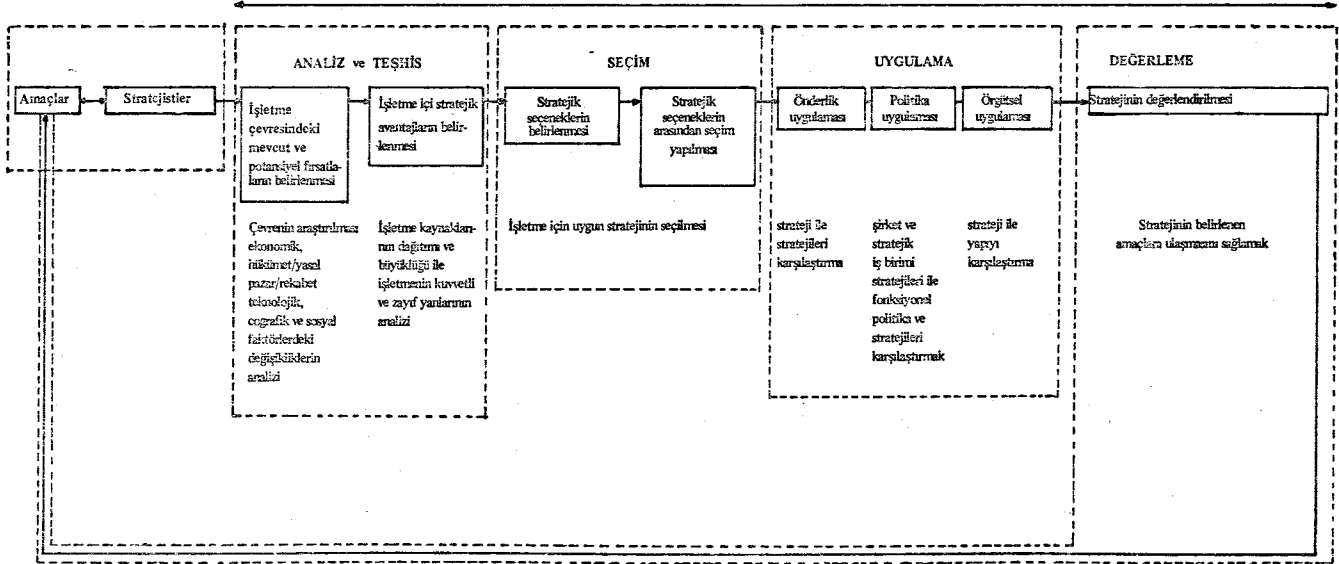 ANALİZ ve TEŞHİS
SEÇİM
UYGULAMA
DEĞERLEME
Amaçlar
Stratejistler
İşletme
çevresindeki
mevcut ve
potansiyel fırsatla-
ların belirlenmesi
İşletme içi stratejik
avantajların belir-
lenmesi
Stratejik
seçeneklerin
belirlenmesi
Stratejik
seçeneklerin
arasından seçim
yapılması
Önderlik
uygulaması
Politika
uygulaması
Örgütsel
uygulaması
Stratejinin değerlendirilmesi
Çevrenin araştırılması
ekonomik,
hükümet/yasal
pazar/rekabet
teknolojik,
cografik ve sosyal
faktörlerdeki
değişikliklerin
analizi
İşletme kaynakları-
nın dağıtımı ve
büyüklüğü ile
işletmenin kuvvetli
ve zayıf yanlarının
analizi
İşletme için uygun stratejinin seçilmesi
strateji ile
stratejileri
karşılaştırma
şirket ve
stratejik
iş birimi
stratejileri ile
fonksiyonel
politika ve
stratejileri
karşılaştırmak
strateji ile
yapıyı
karşılaştırma
Stratejinin belirlenen
amaçlara ulaşmasını sağlamak